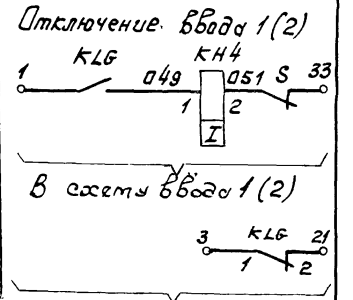 Отключение ввода 1(2)
KLG KH4
1 049 051 S 33
1 2
I
В схему ввода 1(2)
3 KLG 21
1 2